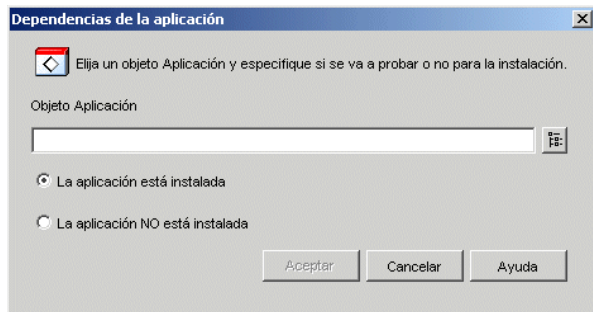 Dependencias de la aplicación
Elija un objeto Aplicación y especifique si se va a probar o no para la instalación.
Objeto Aplicación
La aplicación está instalada
La aplicación NO está instalada
Aceptar Cancelar Ayuda